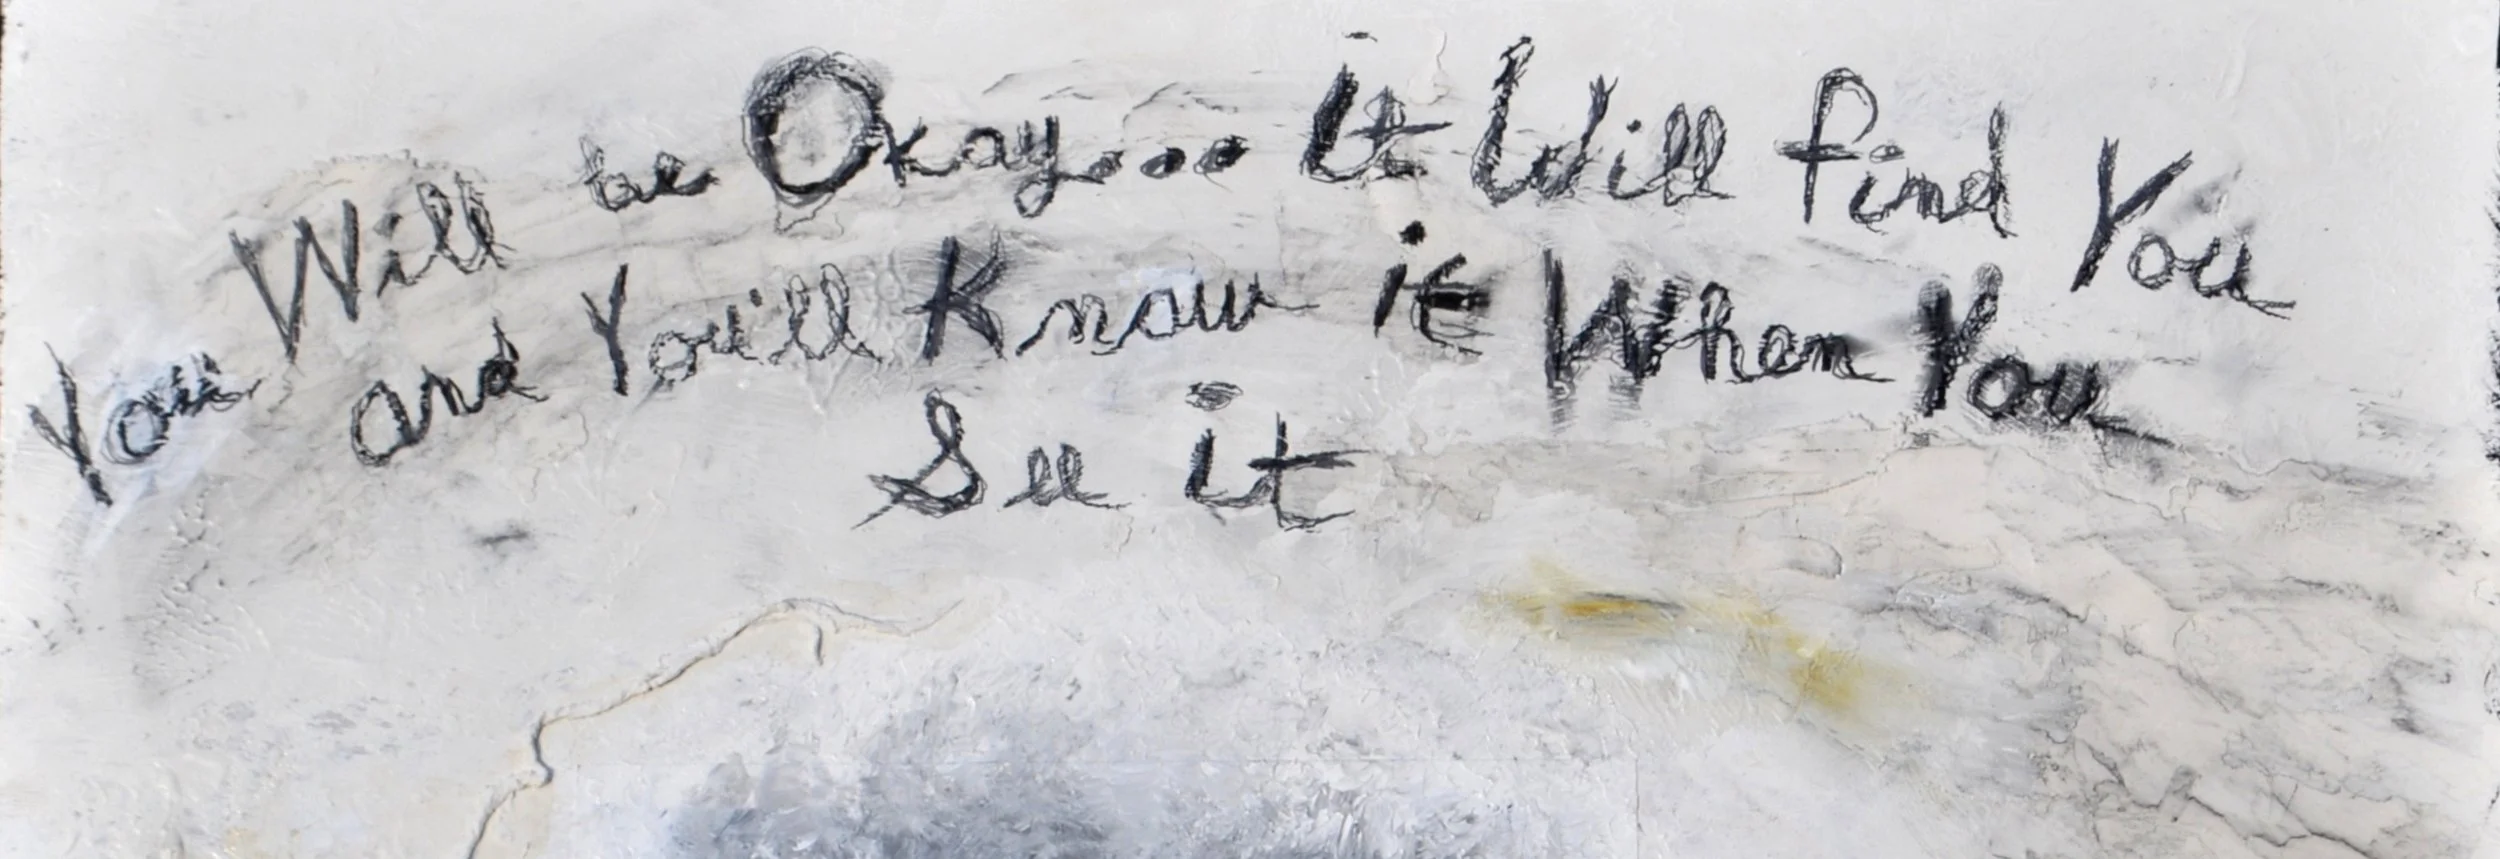 You Will be Okay... it Will find You
and You'll Know it When You
See it